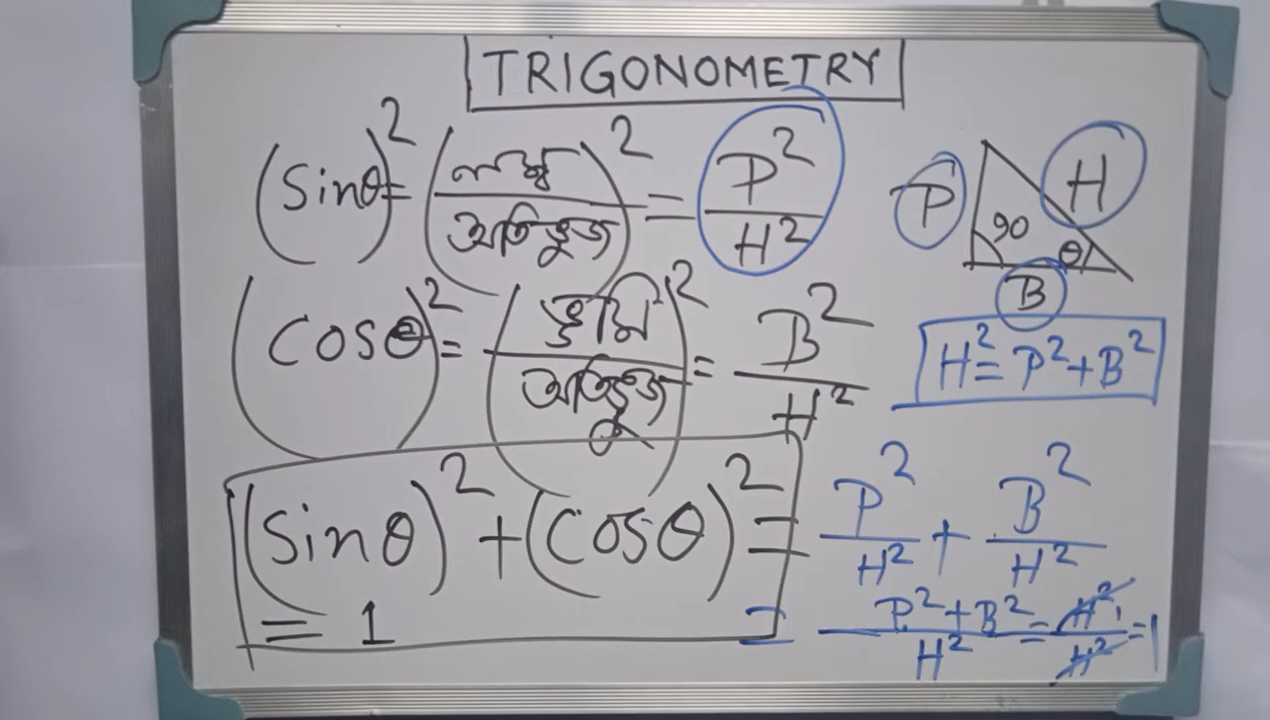 TRIGONOMETRY
(Sinθ)² = (লম্ব / অতিভূজ)² = P² / H²
P H 90 θ B
(Cosθ)² = (ভূমি / অতিভূজ)² = B² / H²
H² = P² + B²
(Sinθ)² + (Cosθ)² = P² / H² + B² / H²
= 1
= P² + B² / H² = H² / H² = 1